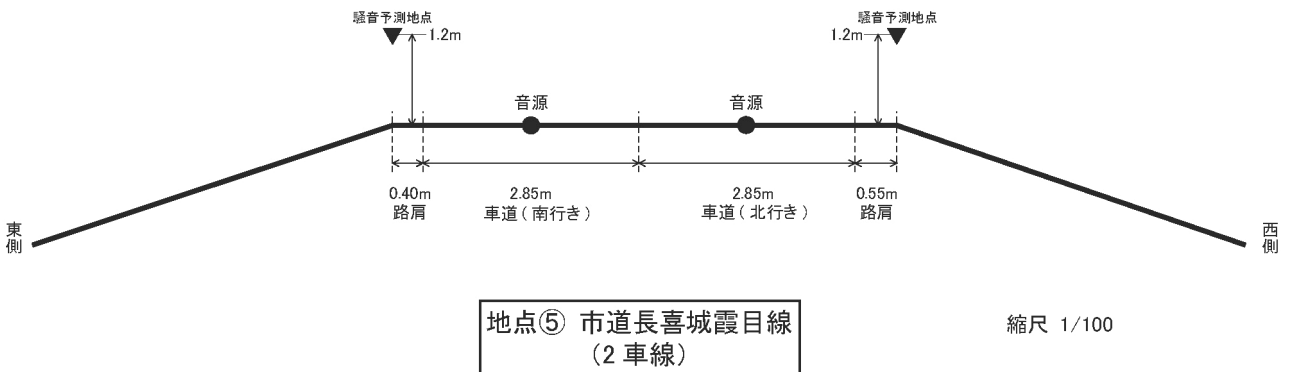 騒音予測地点
騒音予測地点
1.2m
1.2m
音源
音源
0.40m
2.85m
2.85m
0.55m
路肩
車道(南行き)
車道(北行き)
路肩
東側
西側
地点⑤ 市道長喜城霞目線
(2車線)
縮尺 1/100